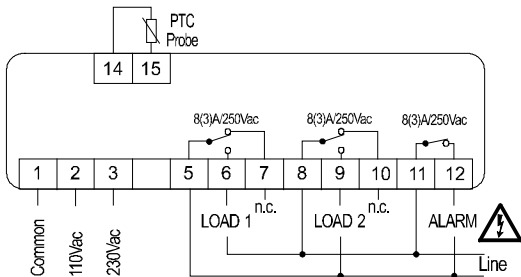 PTC
Probe
14 15
8(3)A/250Vac 8(3)A/250Vac 8(3)A/250Vac
1 2 3 5 6 7 8 9 10 11 12
n.c. n.c.
LOAD 1 LOAD 2 ALARM
Common 110Vac 230Vac
Line